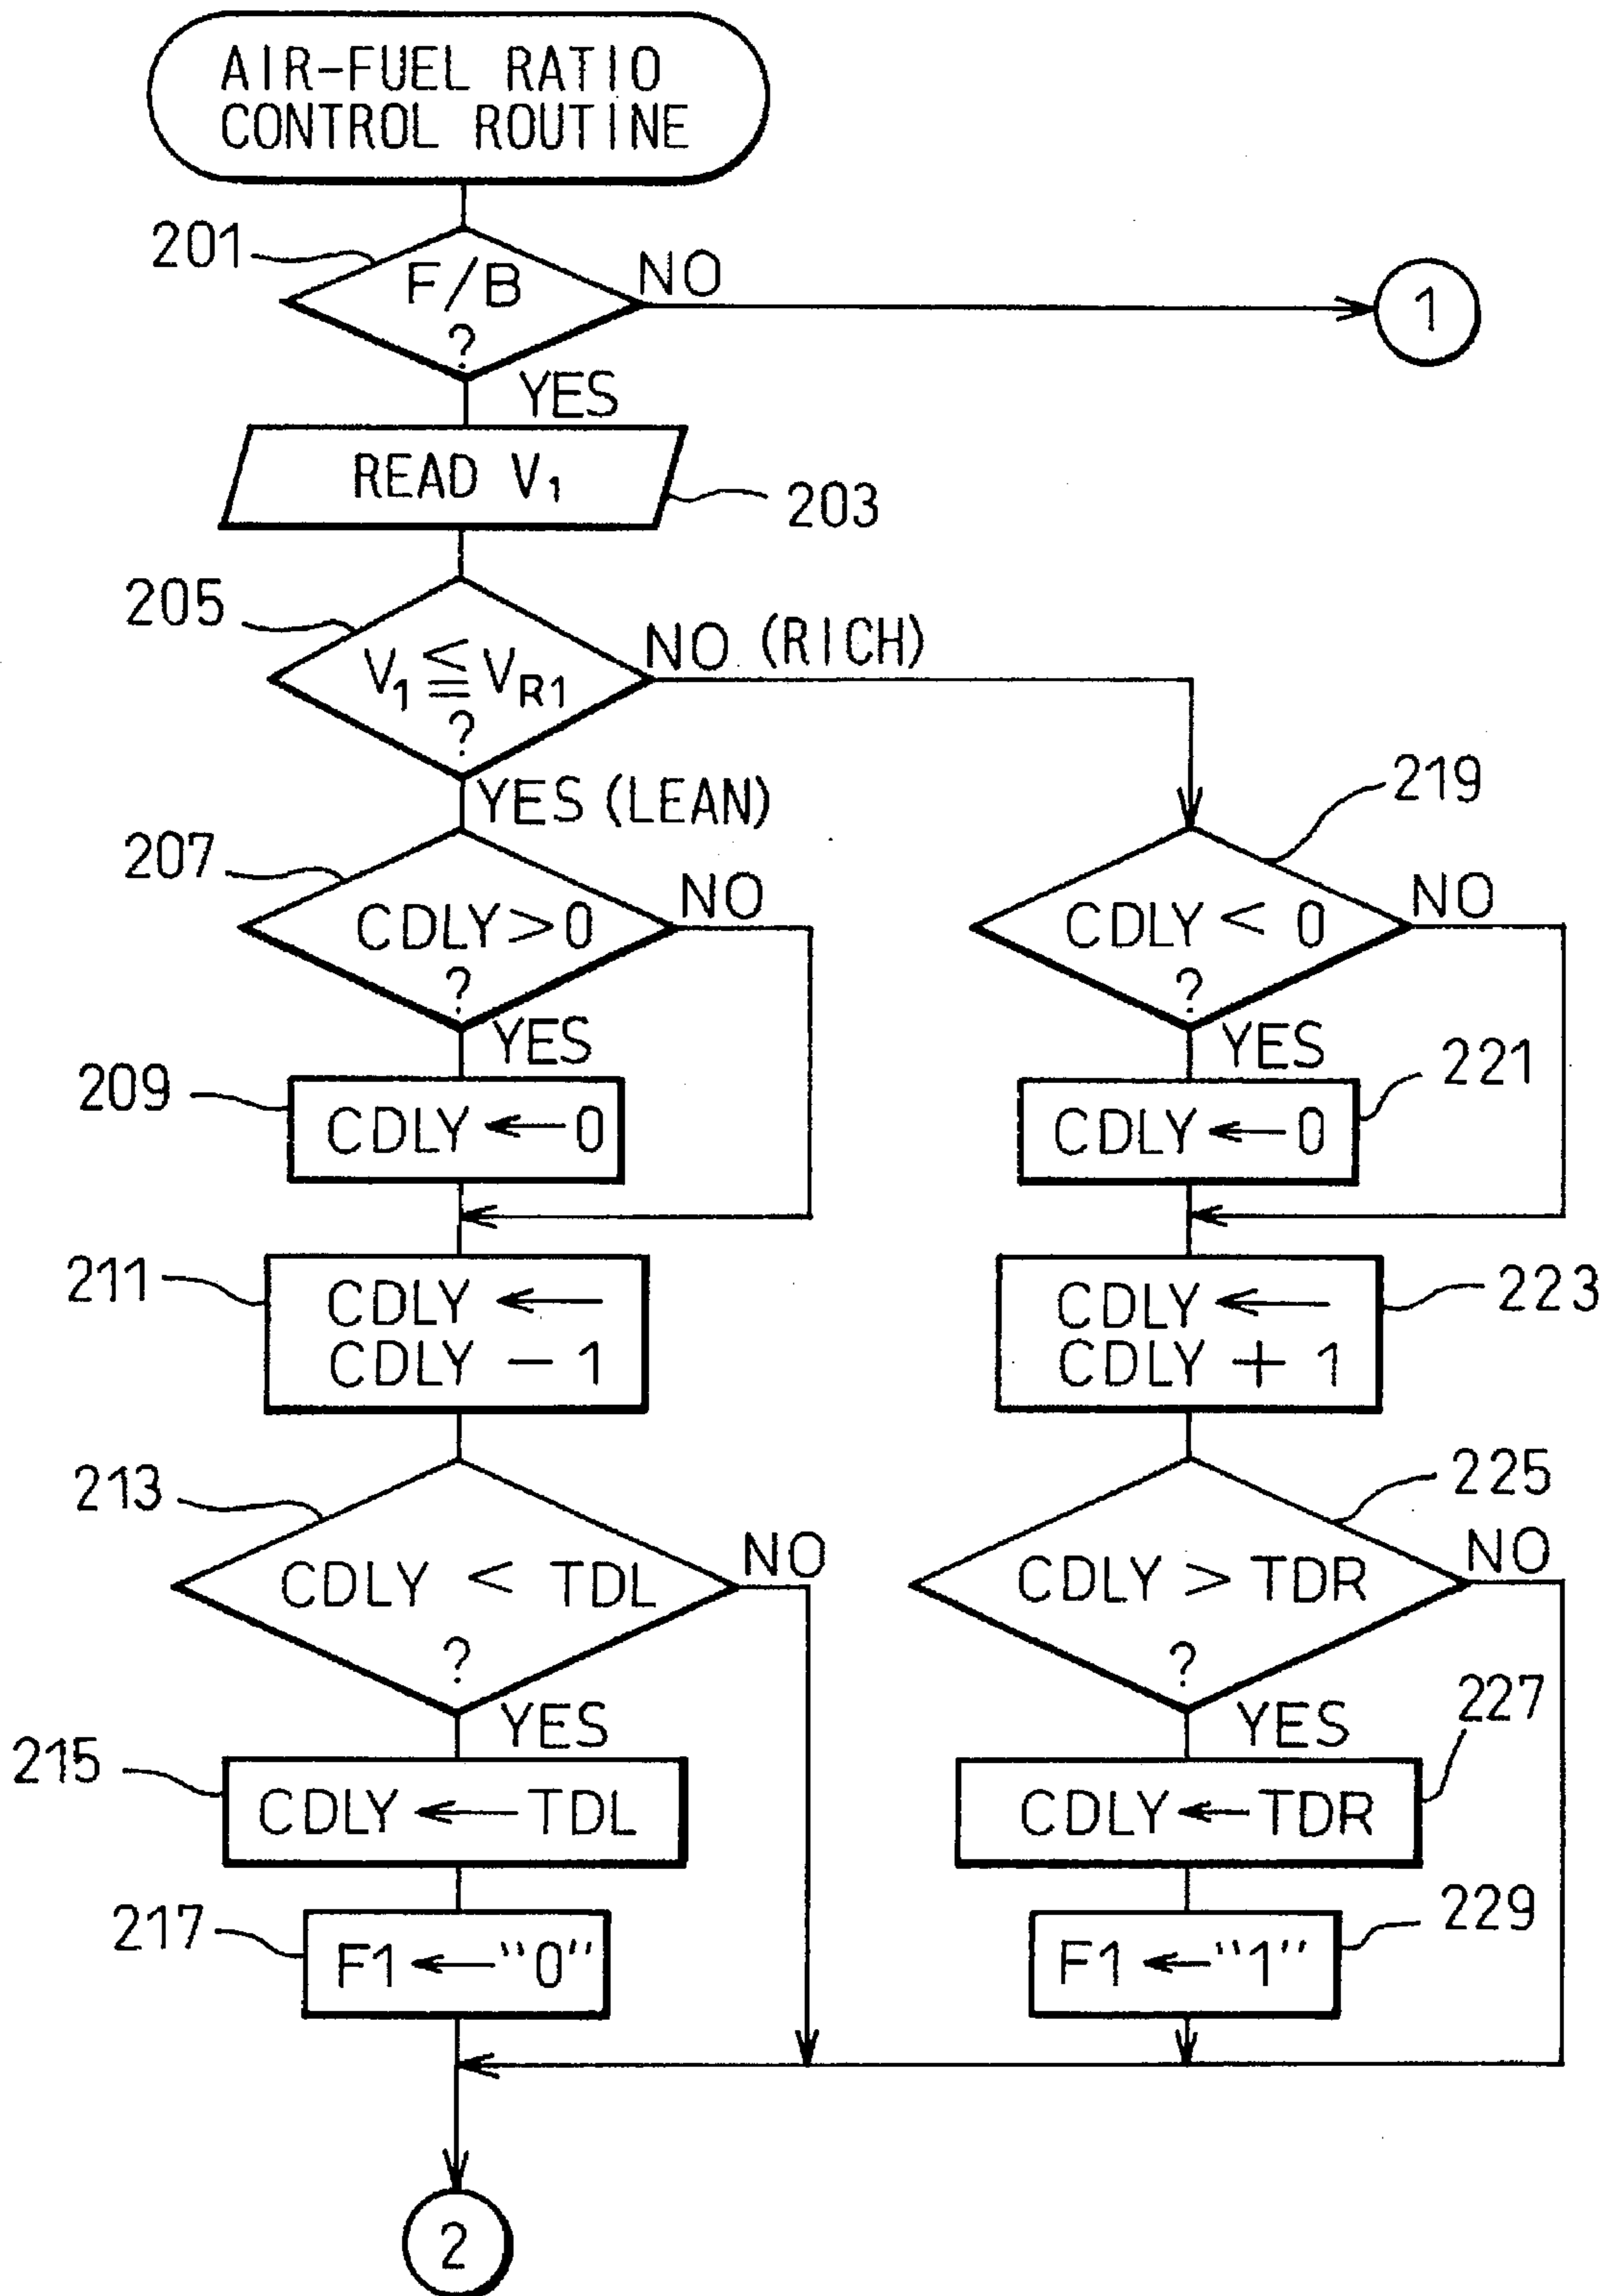 AIR-FUEL RATIO
CONTROL ROUTINE
201
F/B
?
NO
1
YES
READ V₁
203
205
V₁ ≦ VR1
?
NO (RICH)
YES (LEAN)
207
CDLY > 0
?
NO
YES
219
CDLY < 0
?
NO
YES
209
CDLY ← 0
221
CDLY ← 0
211
CDLY ←
CDLY − 1
223
CDLY ←
CDLY + 1
213
CDLY < TDL
?
NO
YES
225
CDLY > TDR
?
NO
YES
215
CDLY ← TDL
227
CDLY ← TDR
217
F1 ← "0"
229
F1 ← "1"
2